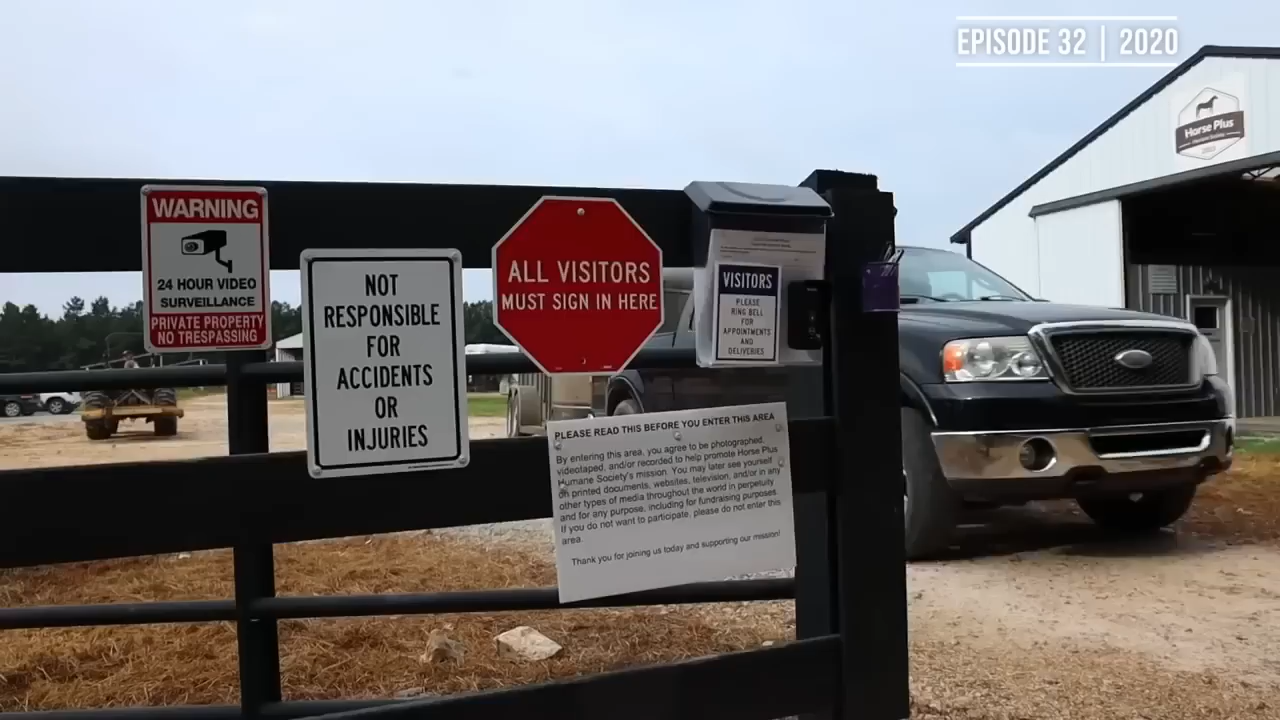 EPISODE 32 | 2020
Horse Plus
WARNING
24 HOUR VIDEO
SURVEILLANCE
PRIVATE PROPERTY
NO TRESPASSING
NOT
RESPONSIBLE
FOR
ACCIDENTS
OR
INJURIES
ALL VISITORS
MUST SIGN IN HERE
VISITORS
PLEASE
RING BELL
FOR
APPOINTMENTS
AND
DELIVERIES
PLEASE READ THIS BEFORE YOU ENTER THIS AREA
By entering this area, you agree to be photographed,
videotaped, and/or recorded to help promote Horse Plus
Humane Society's mission. You may later see yourself
on printed documents, websites, television, and/or in any
other types of media throughout the world in perpetuity
and for any purpose, including for fundraising purposes.
If you do not want to participate, please do not enter this
area.
Thank you for joining us today and supporting our mission!